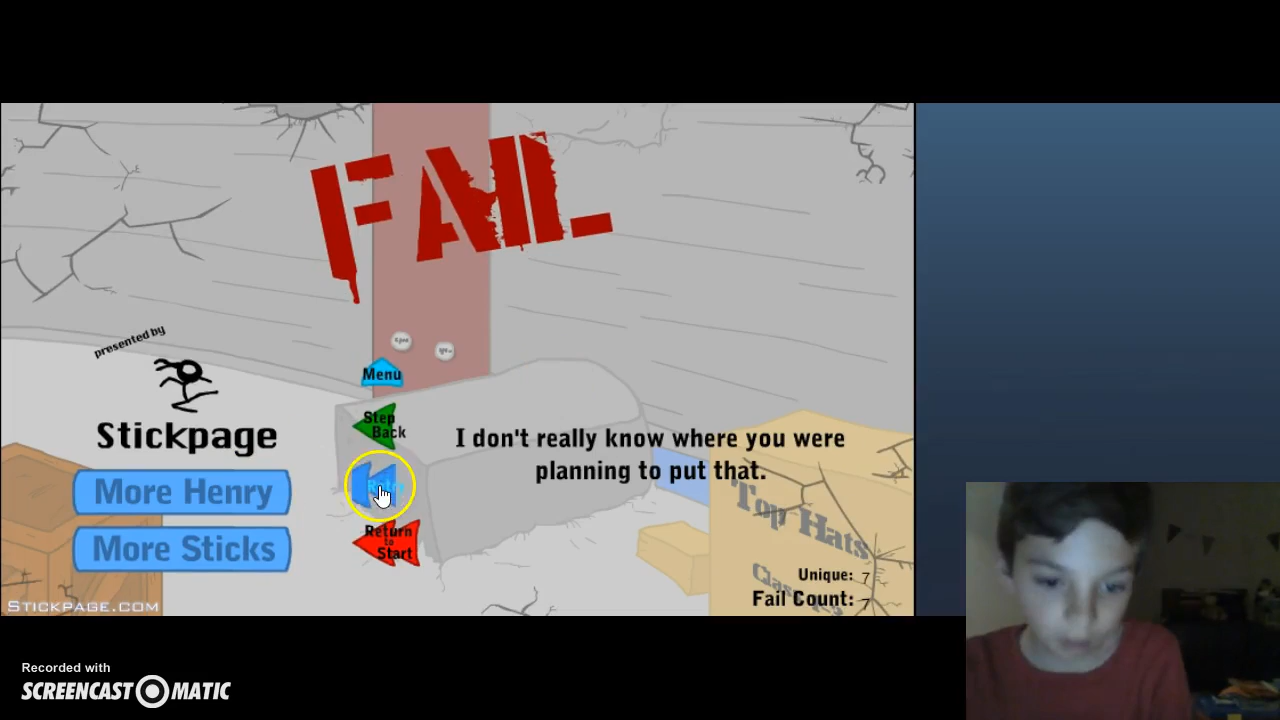 FAIL
presented by
Stickpage
More Henry
More Sticks
STICKPAGE.COM
Menu
Step
Back
Retry
Return
to
Start
I don't really know where you were
planning to put that.
Top Hats
Unique: 7
Fail Count: 7
Recorded with
SCREENCAST-O-MATIC